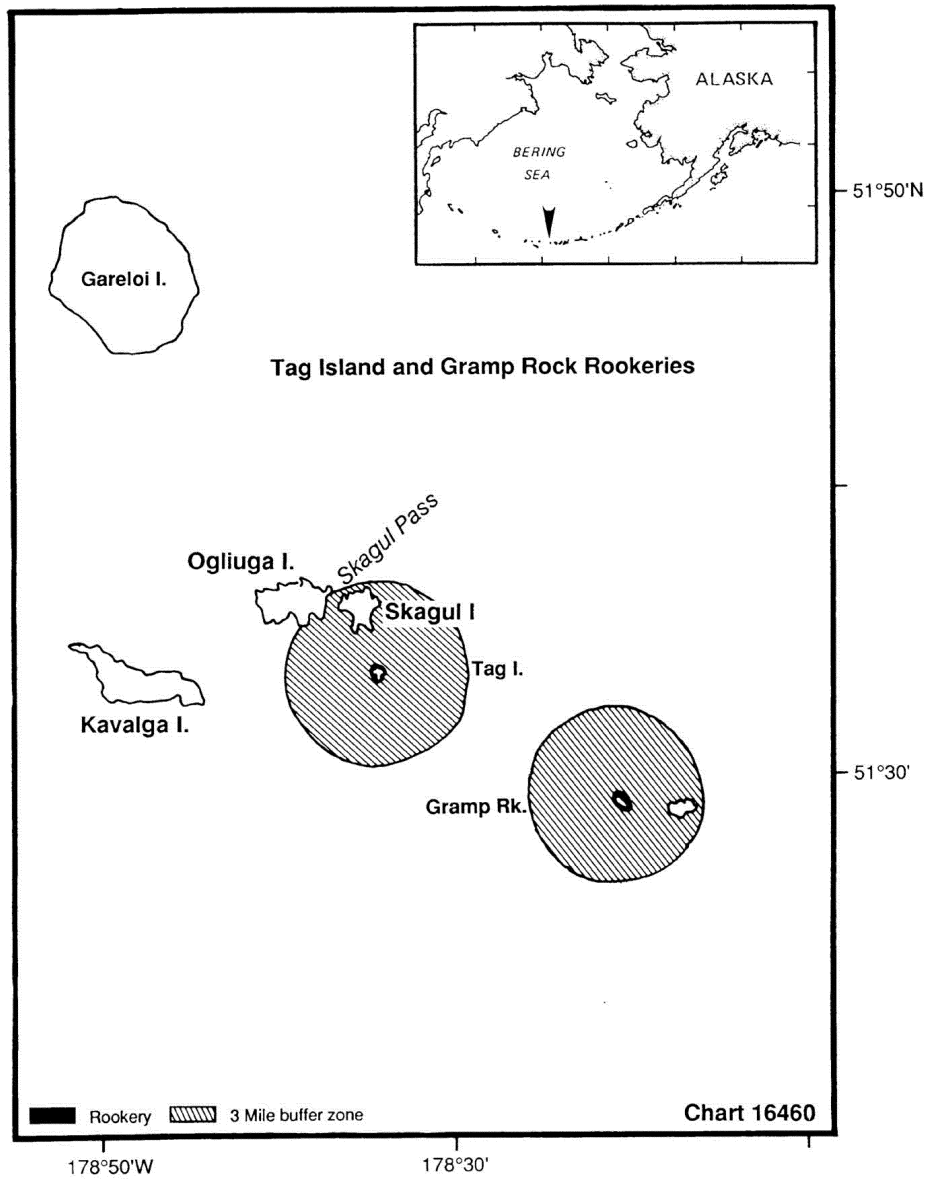 ALASKA
BERING
SEA
51°50'N
Gareloi I.
Tag Island and Gramp Rock Rookeries
Skagul Pass
Ogliuga I.
Skagul I
Tag I.
Kavalga I.
51°30'
Gramp Rk.
Rookery
3 Mile buffer zone
Chart 16460
178°50'W
178°30'